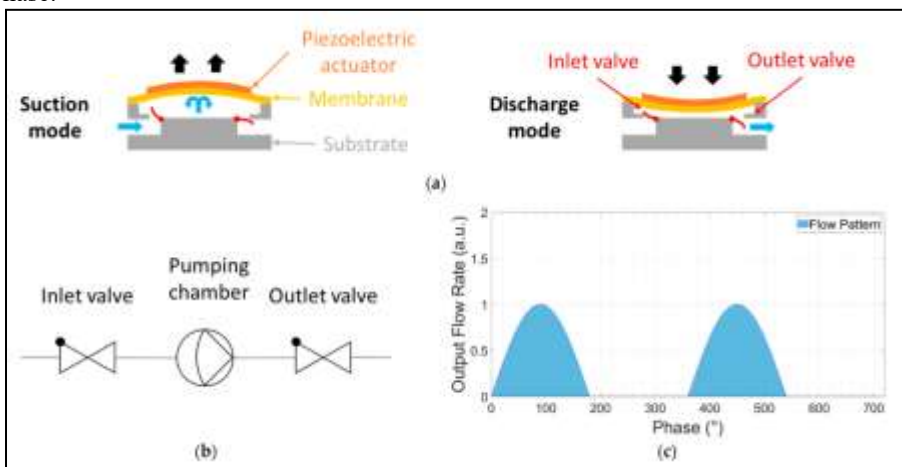 Piezoelectric
actuator
Suction
mode
Membrane
Substrate
Inlet valve
Outlet valve
Discharge
mode
(a)
Inlet valve
Pumping
chamber
Outlet valve
(b)
Flow Pattern
Output Flow Rate (a.u.)
2
1.5
1
0.5
0
0
100
200
300
400
500
600
700
Phase (°)
(c)